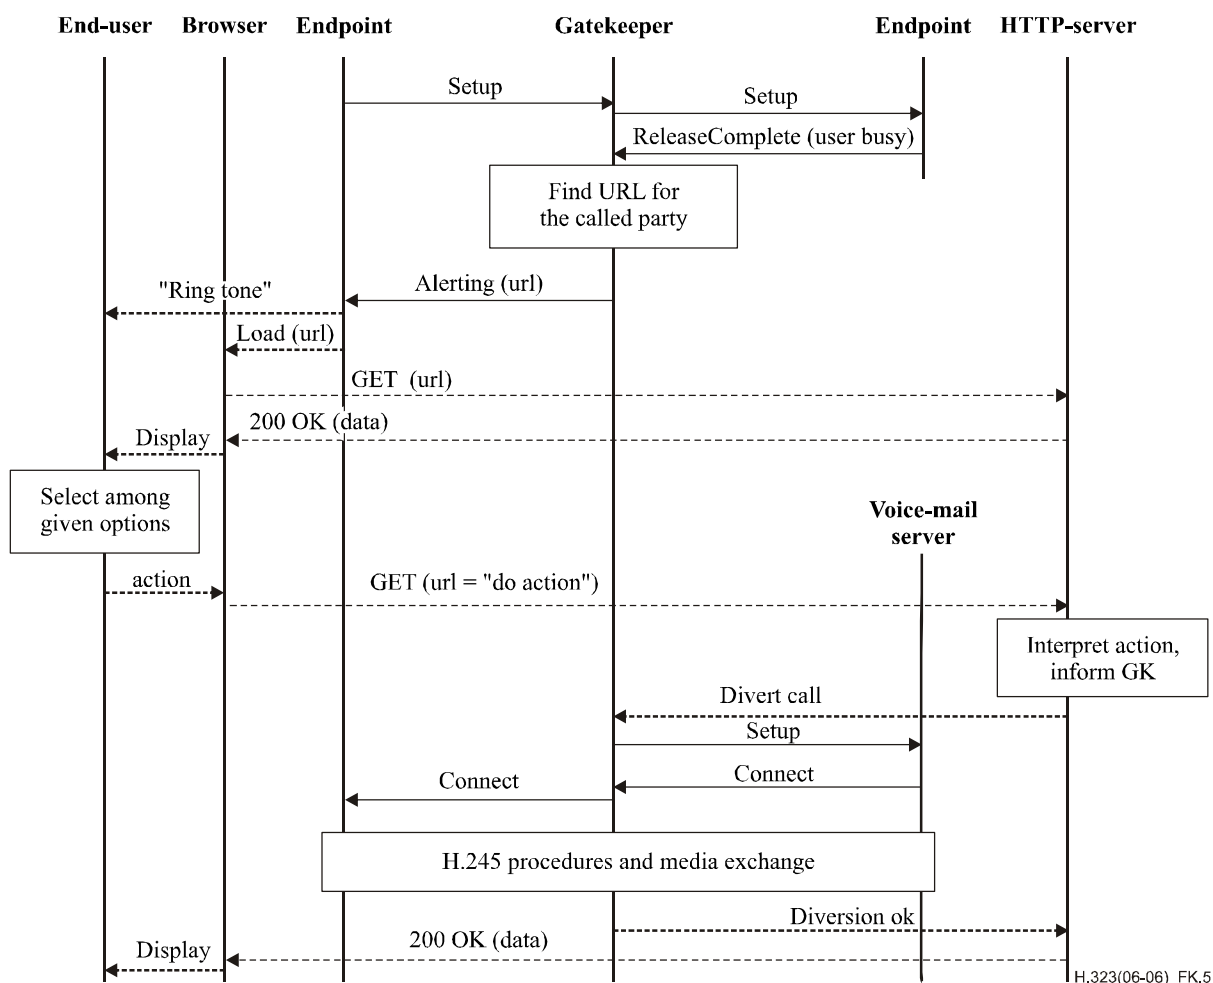 End-user Browser Endpoint Gatekeeper Endpoint HTTP-server
Setup
Setup
ReleaseComplete (user busy)
Find URL for
the called party
Alerting (url)
"Ring tone"
Load (url)
GET (url)
200 OK (data)
Display
Select among
given options
Voice-mail
server
action
GET (url = "do action")
Interpret action,
inform GK
Divert call
Setup
Connect
Connect
H.245 procedures and media exchange
Diversion ok
200 OK (data)
Display
H.323(06-06)_FK.5